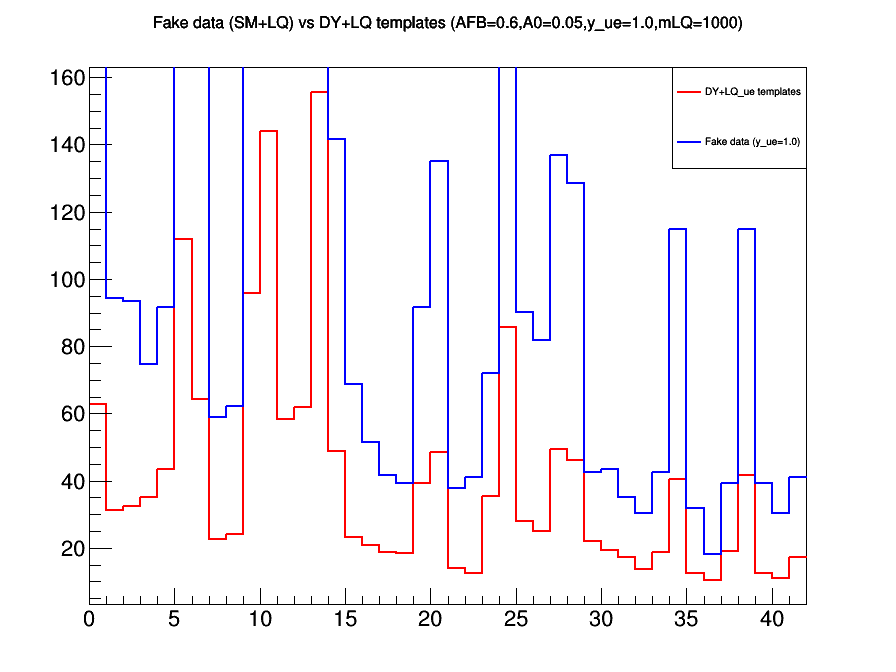 Fake data (SM+LQ) vs DY+LQ templates (AFB=0.6,A0=0.05,y_ue=1.0,mLQ=1000)
160
DY+LQ_ue templates
140
Fake data (y_ue=1.0)
120
100
80
60
40
20
0 5 10 15 20 25 30 35 40